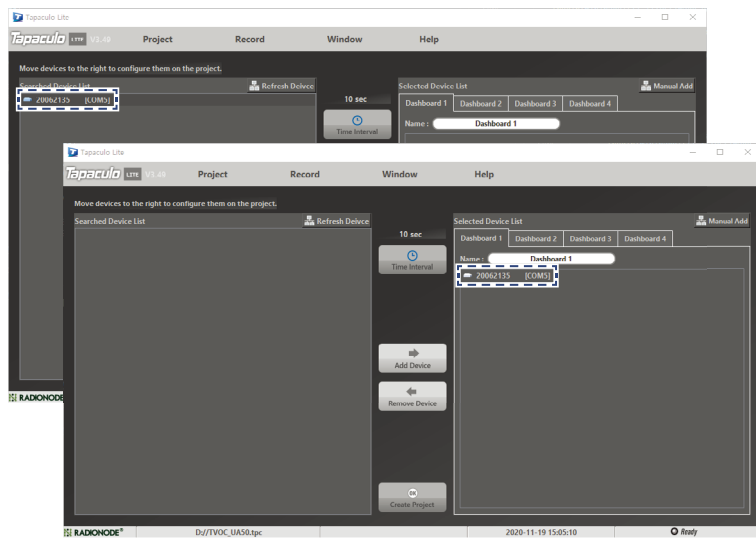 Tapaculo Lite
Tapaculo LITE V3.49 Project Record Window Help
Move devices to the right to configure them on the project.
Searched Device List Refresh Deivce Selected Device List Manual Add
20062135 [COM5] 10 sec Dashboard 1 Dashboard 2 Dashboard 3 Dashboard 4
Time Interval Name : Dashboard 1
Tapaculo Lite
Tapaculo LITE V3.49 Project Record Window Help
Move devices to the right to configure them on the project.
Searched Device List Refresh Deivce Selected Device List Manual Add
10 sec Dashboard 1 Dashboard 2 Dashboard 3 Dashboard 4
Time Interval Name : Dashboard 1
20062135 [COM5]
Add Device
Remove Device
OK
Create Project
RADIONODE
RADIONODE® D://TVOC_UA50.tpc 2020-11-19 15:05:10 Ready